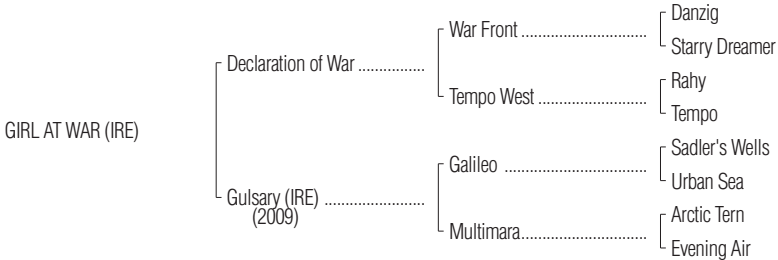 Danzig
War Front
Starry Dreamer
Declaration of War
Rahy
Tempo West
Tempo
GIRL AT WAR (IRE)
Sadler's Wells
Galileo
Urban Sea
Gulsary (IRE)
(2009)
Arctic Tern
Multimara
Evening Air